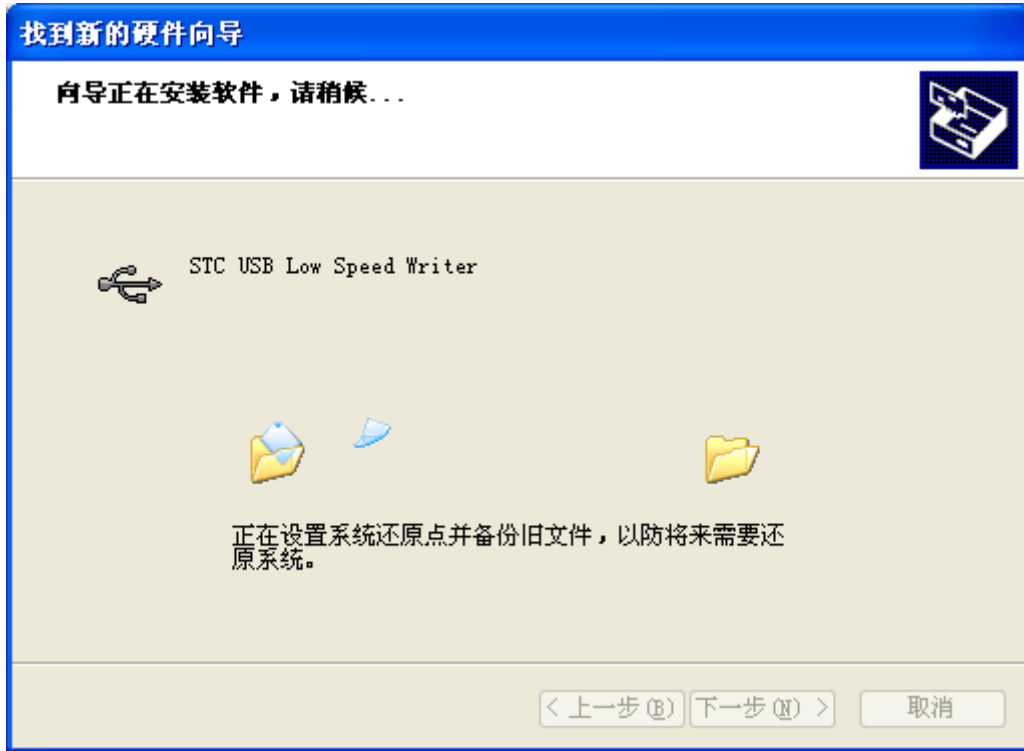 找到新的硬件向导
向导正在安装软件，请稍候...
STC USB Low Speed Writer
正在设置系统还原点并备份旧文件，以防将来需要还
原系统。
< 上一步(B) 下一步(N) > 取消